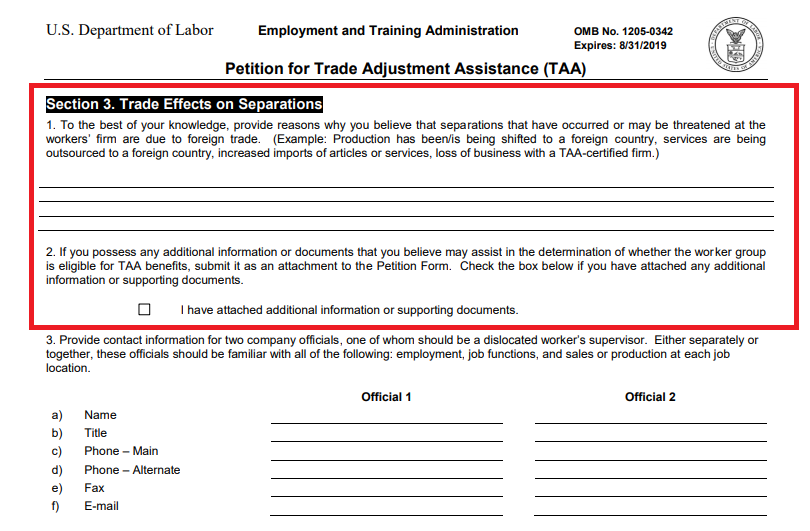 U.S. Department of Labor
Employment and Training Administration
OMB No. 1205-0342
Expires: 8/31/2019
Petition for Trade Adjustment Assistance (TAA)
Section 3. Trade Effects on Separations
1. To the best of your knowledge, provide reasons why you believe that separations that have occurred or may be threatened at the
workers' firm are due to foreign trade. (Example: Production has been/is being shifted to a foreign country, services are being
outsourced to a foreign country, increased imports of articles or services, loss of business with a TAA-certified firm.)
2. If you possess any additional information or documents that you believe may assist in the determination of whether the worker group
is eligible for TAA benefits, submit it as an attachment to the Petition Form. Check the box below if you have attached any additional
information or supporting documents.
I have attached additional information or supporting documents.
3. Provide contact information for two company officials, one of whom should be a dislocated worker's supervisor. Either separately or
together, these officials should be familiar with all of the following: employment, job functions, and sales or production at each job
location.
Official 1 Official 2
a) Name
b) Title
c) Phone – Main
d) Phone – Alternate
e) Fax
f) E-mail